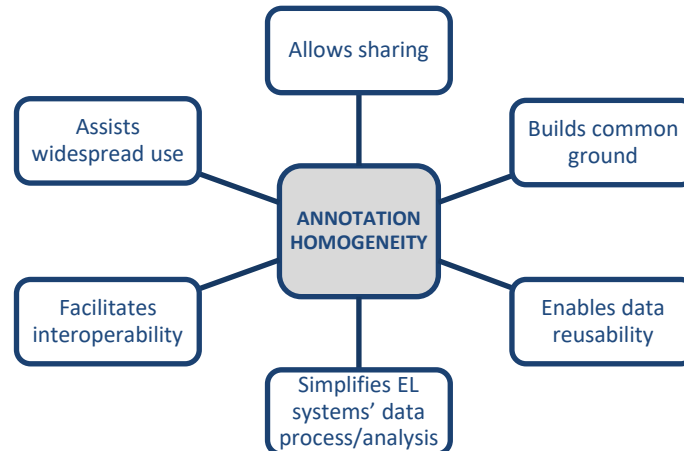 Allows sharing
Assists
widespread use
Builds common
ground
ANNOTATION
HOMOGENEITY
Facilitates
interoperability
Enables data
reusability
Simplifies EL
systems’ data
process/analysis